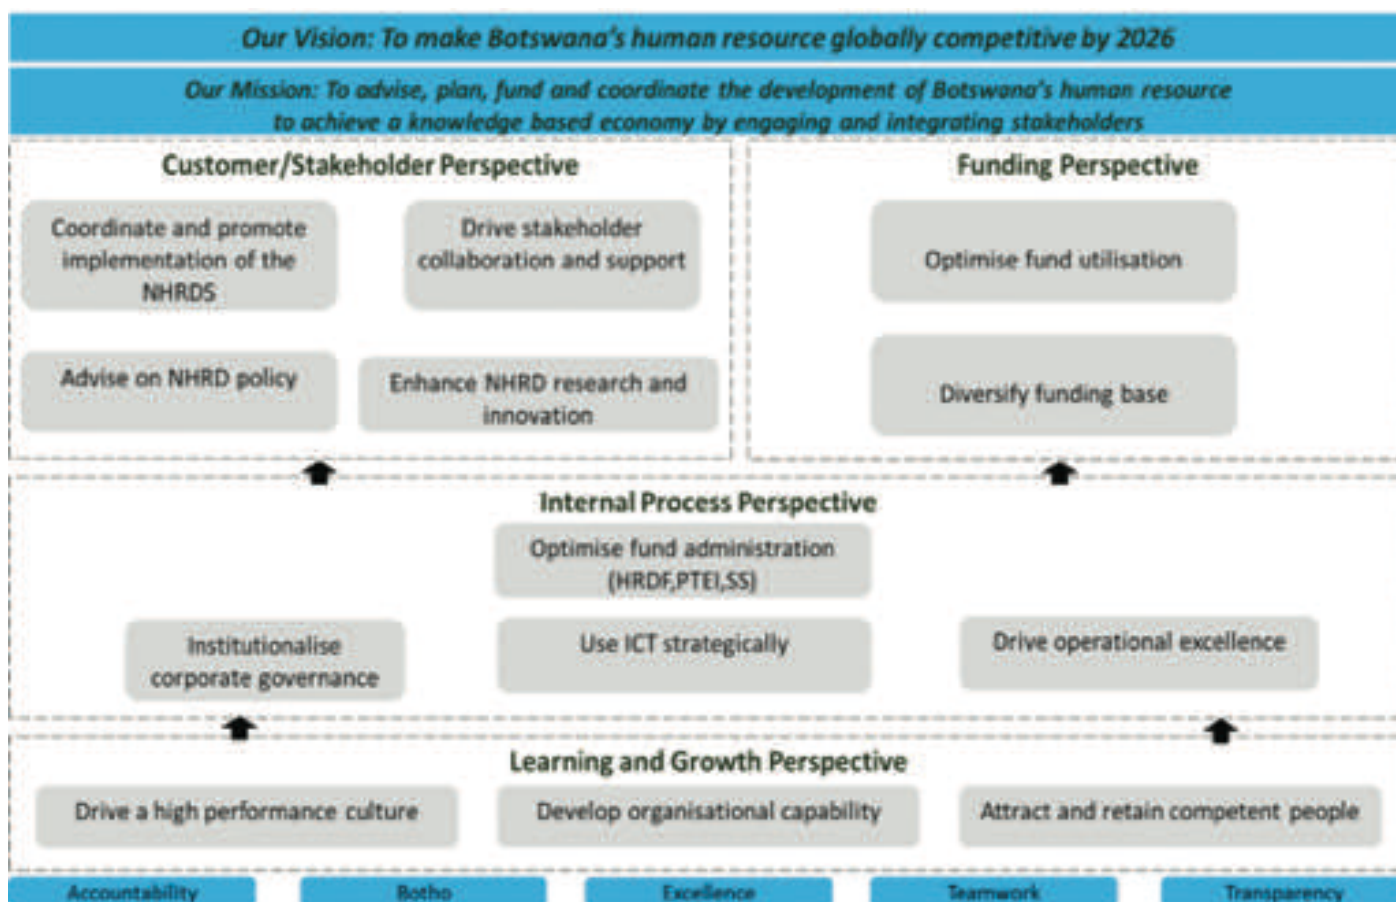 Our Vision: To make Botswana's human resource globally competitive by 2026
Our Mission: To advise, plan, fund and coordinate the development of Botswana's human resource
to achieve a knowledge based economy by engaging and integrating stakeholders
Customer/Stakeholder Perspective
Coordinate and promote
implementation of the
NHRDS
Drive stakeholder
collaboration and support
Advise on NHRD policy
Enhance NHRD research and
innovation
Funding Perspective
Optimise fund utilisation
Diversify funding base
Internal Process Perspective
Optimise fund administration
(HRDF,PTEI,SS)
Institutionalise
corporate governance
Use ICT strategically
Drive operational excellence
Learning and Growth Perspective
Drive a high performance culture
Develop organisational capability
Attract and retain competent people
Accountability
Botho
Excellence
Teamwork
Transparency